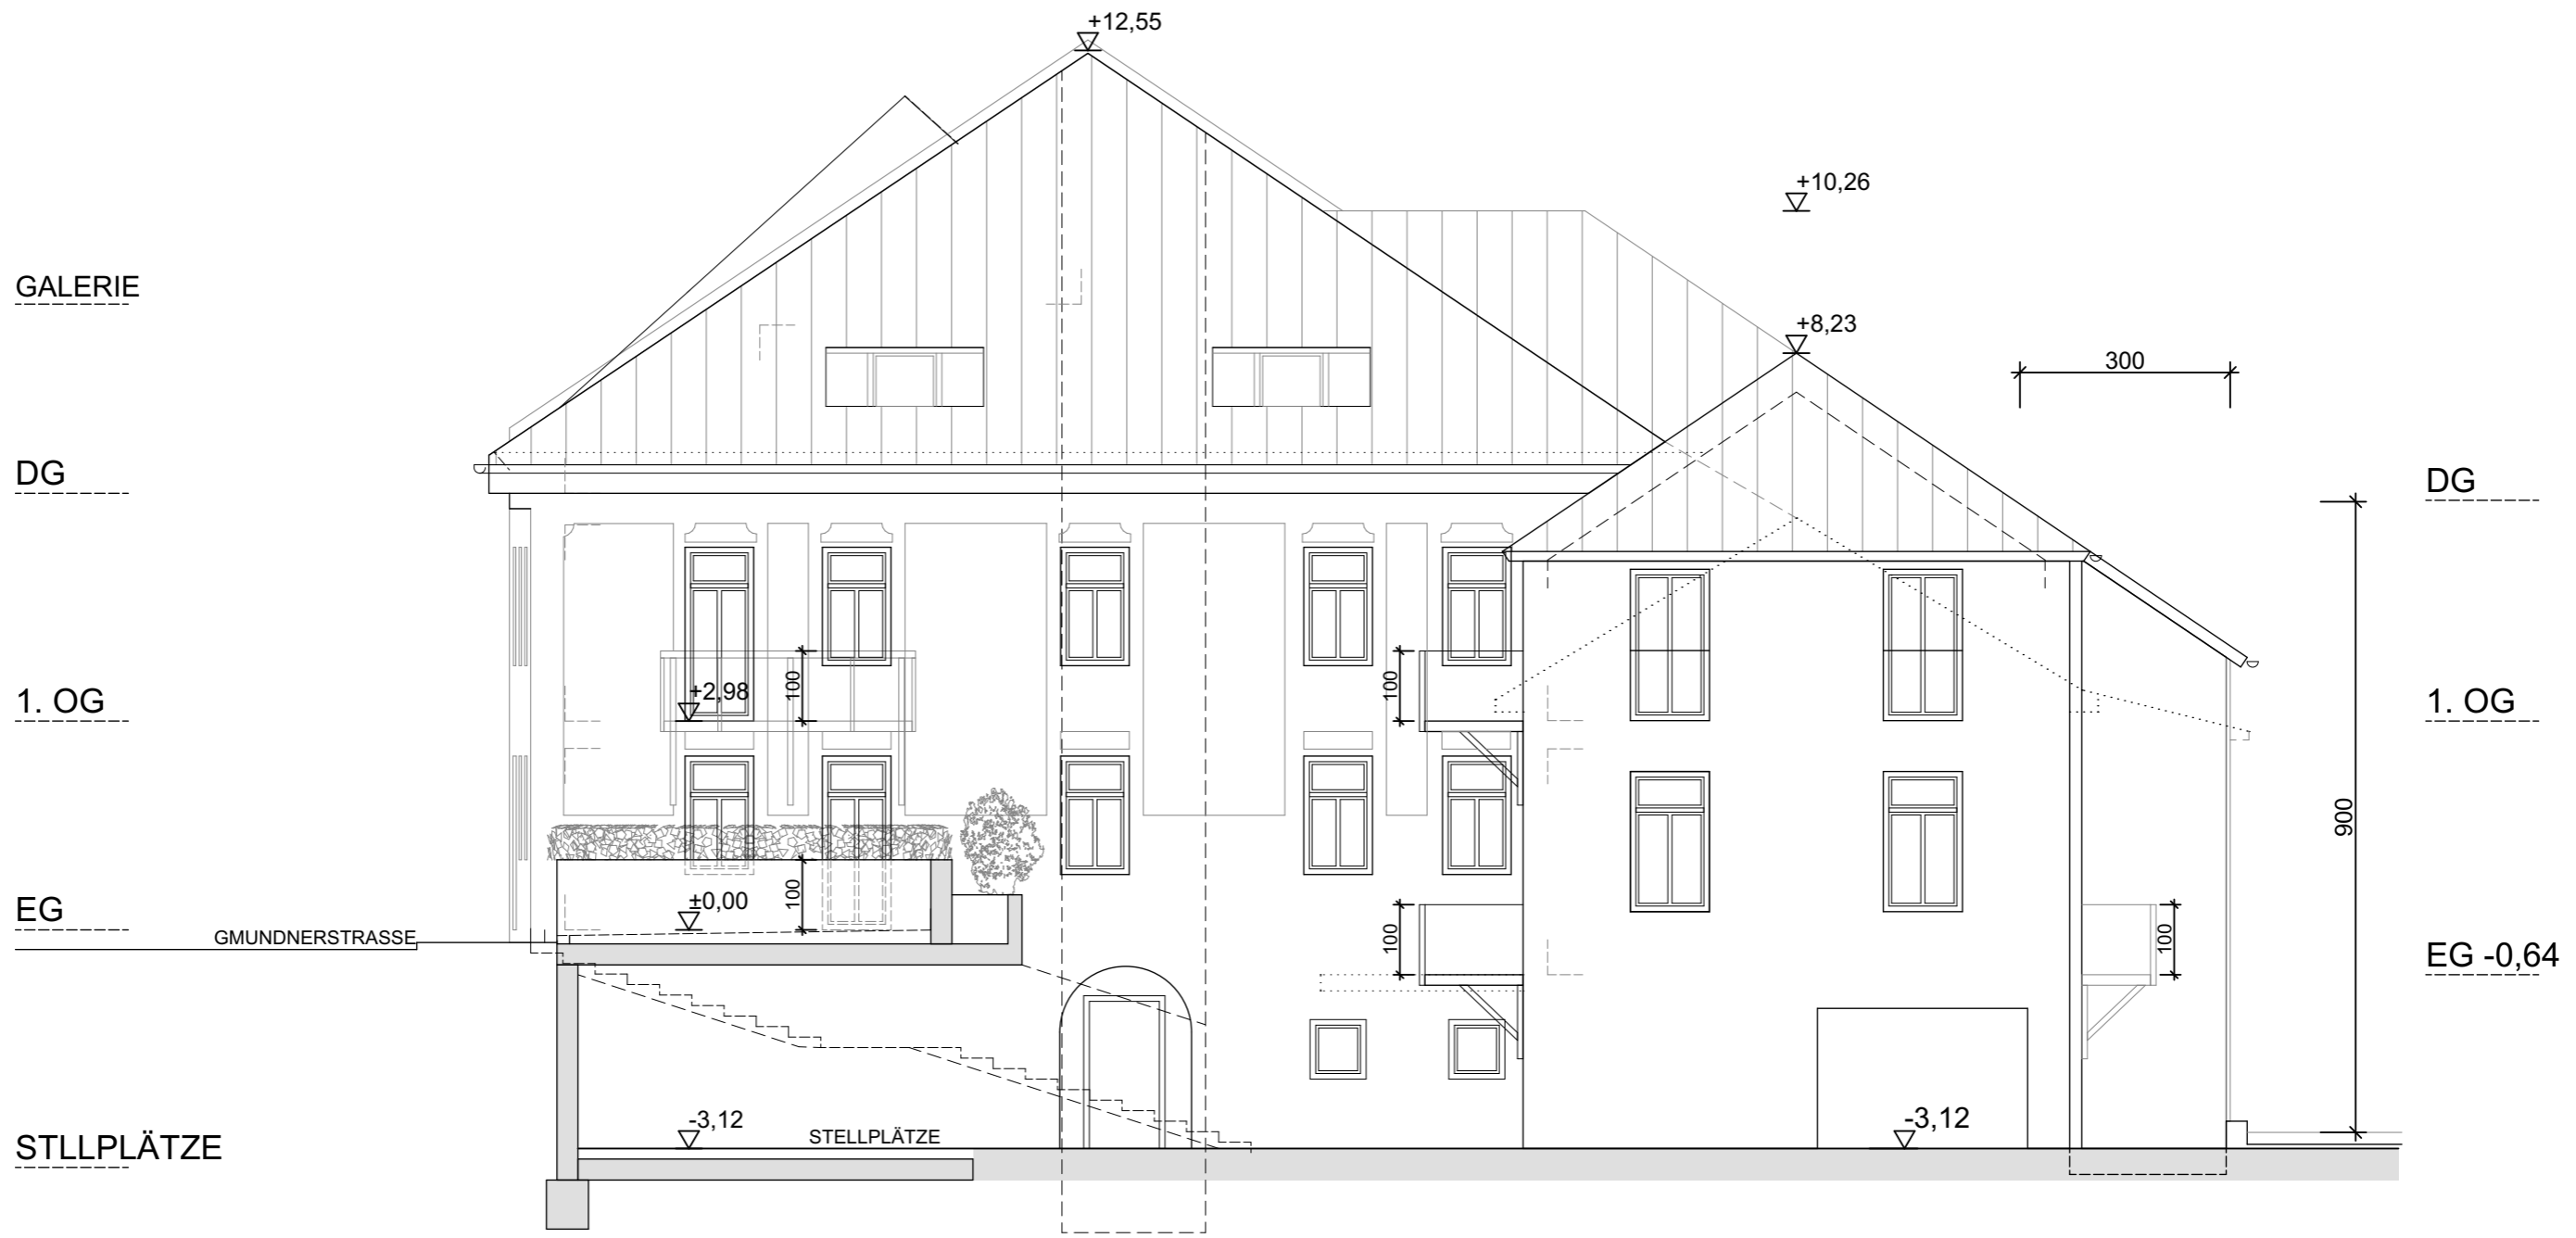 +12,55
+10,26
GALERIE
+8,23
300
DG
DG
1. OG
+2,98
100
100
1. OG
900
EG
±0,00
100
GMUNDNERSTRASSE
100
100
EG -0,64
-3,12
STELLPLÄTZE
-3,12
STLLPLÄTZE